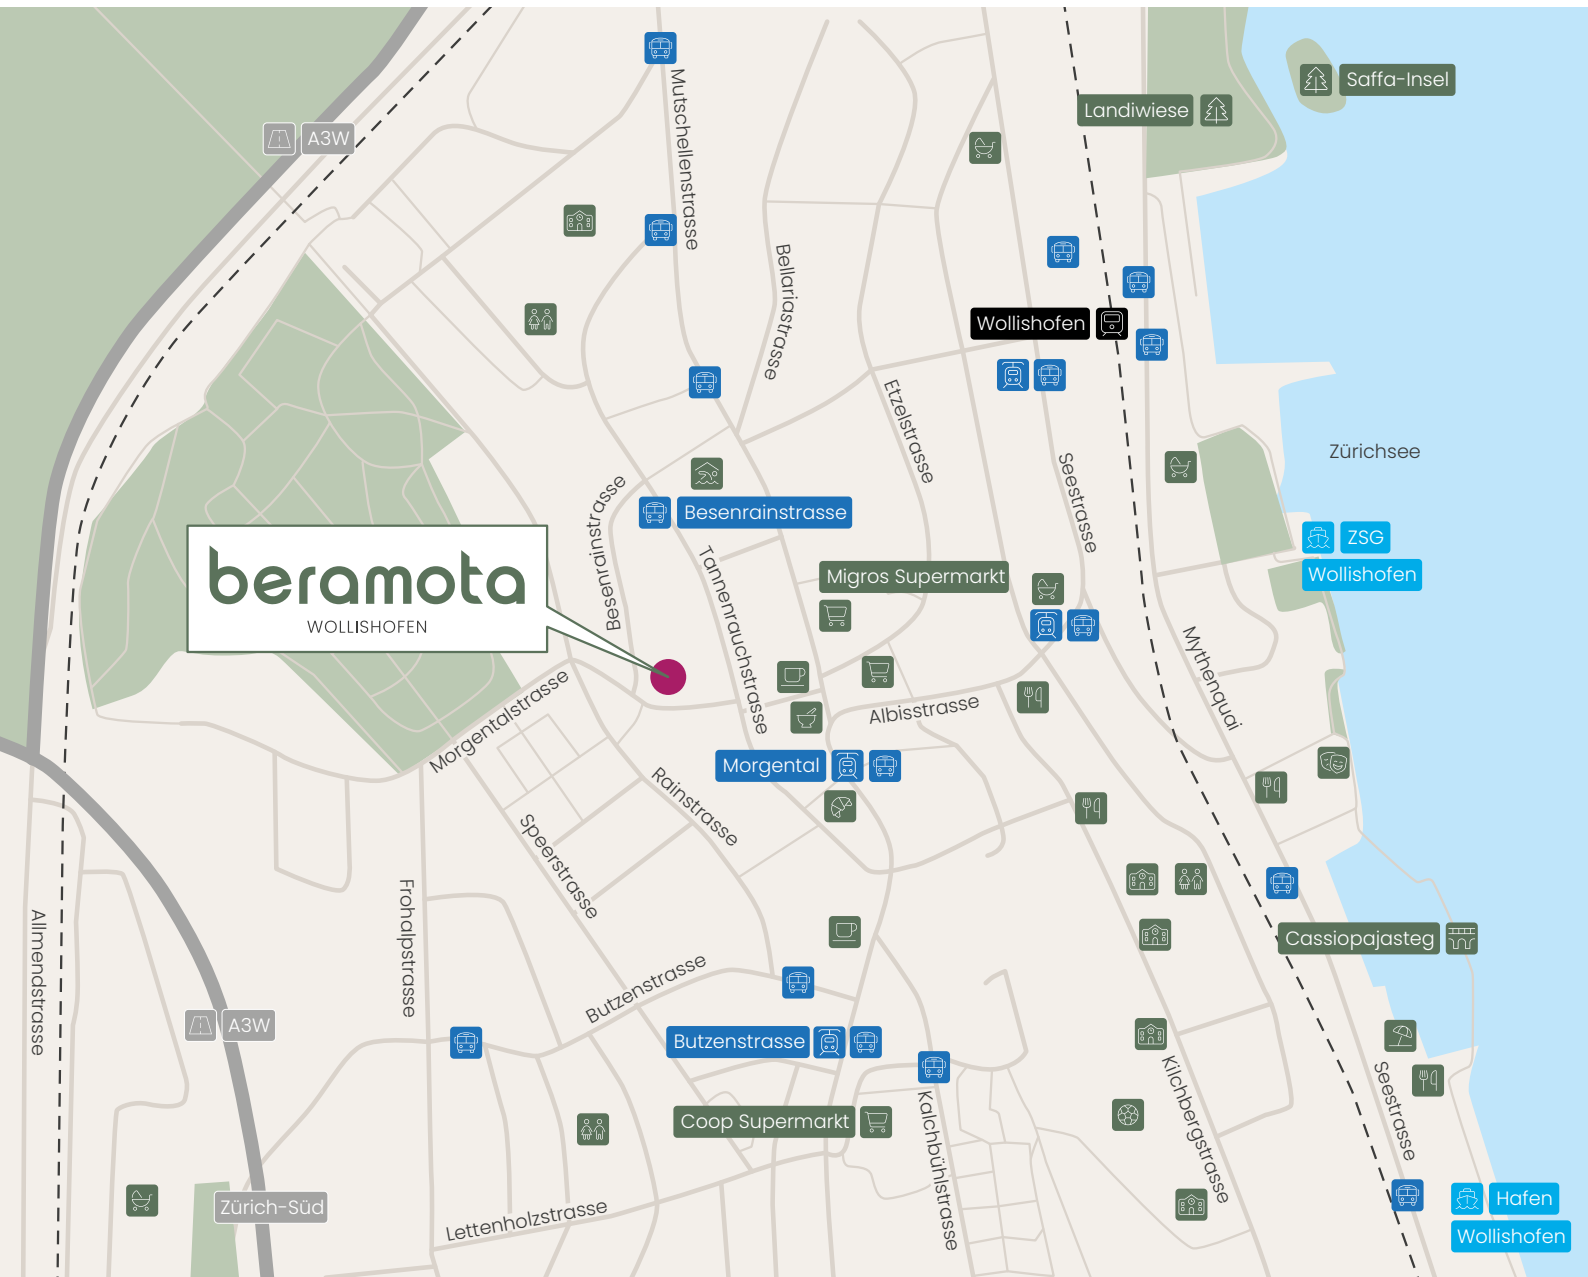 Saffa-Insel
Landiwiese
A3W
Mutschellenstrasse
Bellariastrasse
Wollishofen
Etzelstrasse
Zürichsee
Seestrasse
Besenrainstrasse
Besenrainstrasse
ZSG
Wollishofen
beramota
WOLLISHOFEN
Tannenrauchstrasse
Migros Supermarkt
Mythenquai
Morgentalstrasse
Albisstrasse
Morgental
Rainstrasse
Speerstrasse
Frohalpstrasse
Allmendstrasse
Cassiopajasteg
Butzenstrasse
A3W
Butzenstrasse
Kilchbergstrasse
Seestrasse
Coop Supermarkt
Kalchbühlstrasse
Zürich-Süd
Lettenholzstrasse
Hafen
Wollishofen